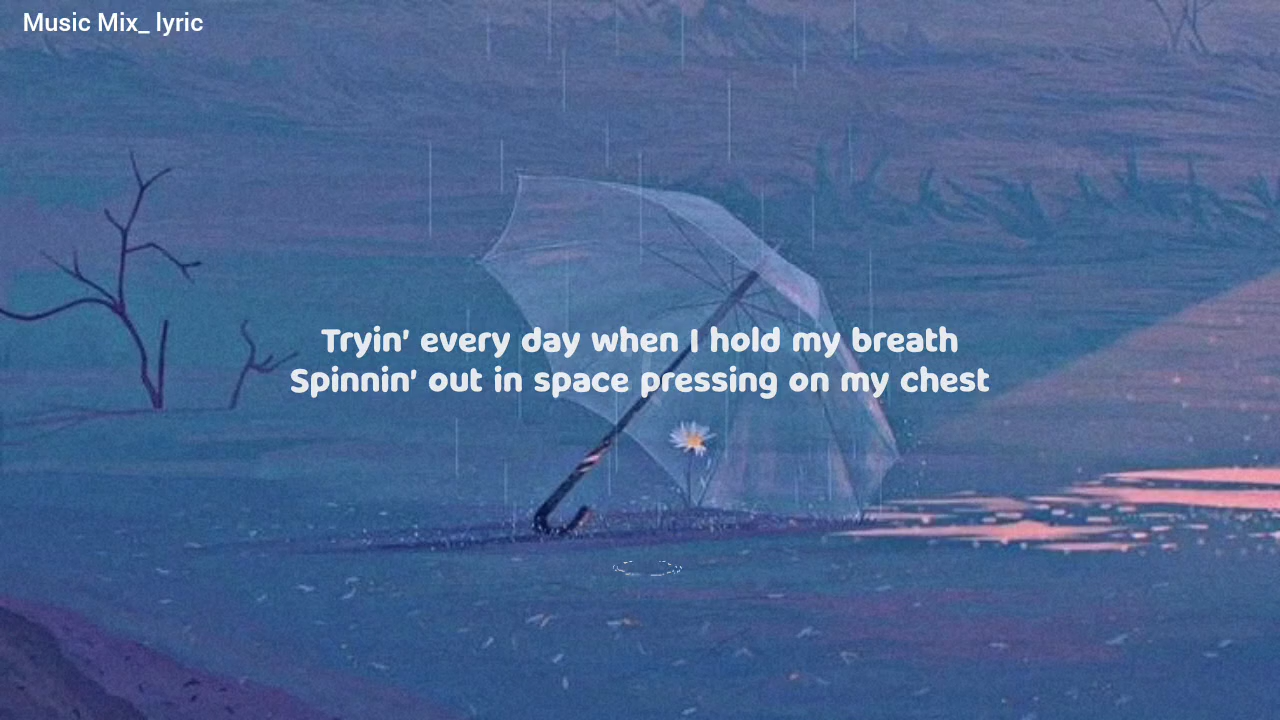 Music Mix_ lyric
Tryin' every day when I hold my breath
Spinnin' out in space pressing on my chest